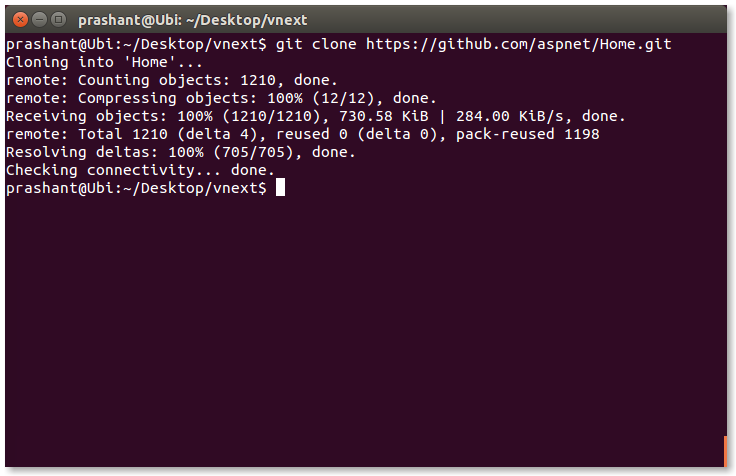 prashant@Ubi: ~/Desktop/vnext
prashant@Ubi:~/Desktop/vnext$ git clone https://github.com/aspnet/Home.git
Cloning into 'Home'...
remote: Counting objects: 1210, done.
remote: Compressing objects: 100% (12/12), done.
Receiving objects: 100% (1210/1210), 730.58 KiB | 284.00 KiB/s, done.
remote: Total 1210 (delta 4), reused 0 (delta 0), pack-reused 1198
Resolving deltas: 100% (705/705), done.
Checking connectivity... done.
prashant@Ubi:~/Desktop/vnext$